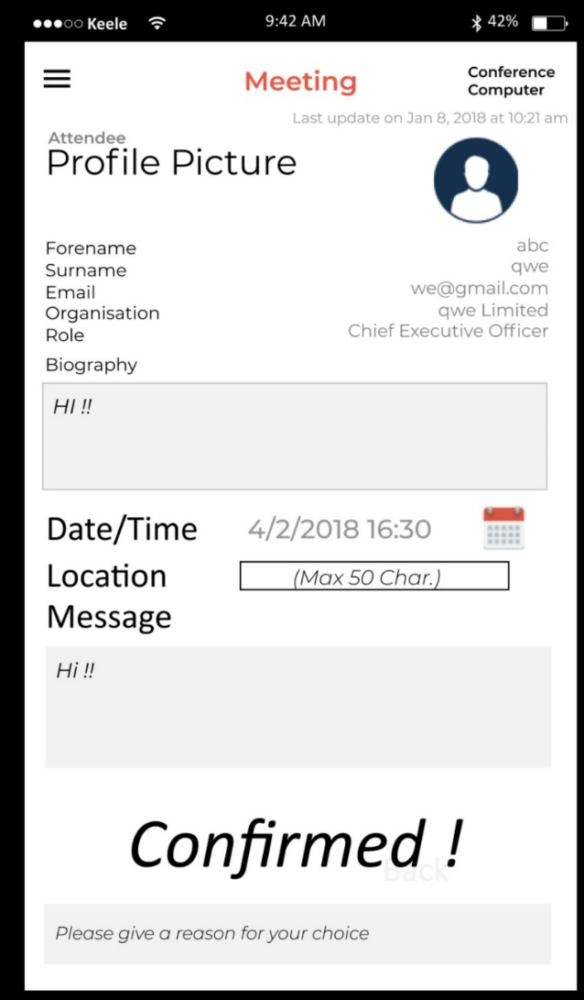 Keele 9:42 AM 42%
Meeting
Conference
Computer
Last update on Jan 8, 2018 at 10:21 am
Attendee
Profile Picture
Forename abc
Surname qwe
Email we@gmail.com
Organisation qwe Limited
Role Chief Executive Officer
Biography
HI !!
Date/Time 4/2/2018 16:30
Location (Max 50 Char.)
Message
Hi !!
Confirmed !
Back
Please give a reason for your choice